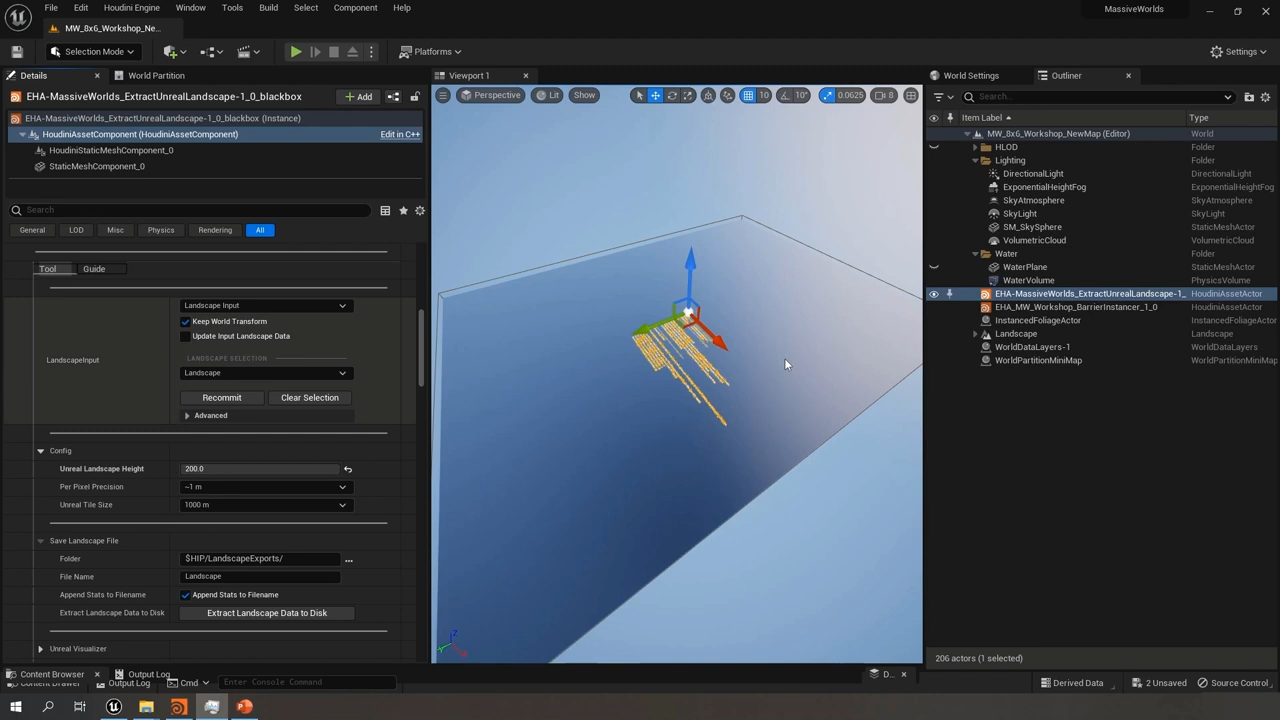 File Edit Houdini Engine Window Tools Build Select Component Help
MassiveWorlds
MW_8x6_Workshop_Ne...
Selection Mode
Platforms
Settings
Details
World Partition
Viewport 1
World Settings
Outliner
EHA-MassiveWorlds_ExtractUnrealLandscape-1_0_blackbox
Add
Perspective Lit Show
10 10° 0.0625 8
Search...
EHA-MassiveWorlds_ExtractUnrealLandscape-1_0_blackbox (Instance)
HoudiniAssetComponent (HoudiniAssetComponent)
Edit in C++
HoudiniStaticMeshComponent_0
StaticMeshComponent_0
Search
General LOD Misc Physics Rendering All
Tool Guide
LandscapeInput
Landscape Input
Keep World Transform
Update Input Landscape Data
LANDSCAPE SELECTION
Landscape
Recommit Clear Selection
Advanced
Config
Unreal Landscape Height 200.0
Per Pixel Precision ~1 m
Unreal Tile Size 1000 m
Save Landscape File
Folder $HIP/LandscapeExports/
File Name Landscape
Append Stats to Filename Append Stats to Filename
Extract Landscape Data to Disk Extract Landscape Data to Disk
Unreal Visualizer
Z
Item Label Type
MW_8x6_Workshop_NewMap (Editor) World
HLOD Folder
Lighting Folder
DirectionalLight DirectionalLight
ExponentialHeightFog ExponentialHeightFog
SkyAtmosphere SkyAtmosphere
SkyLight SkyLight
SM_SkySphere StaticMeshActor
VolumetricCloud VolumetricCloud
Water Folder
WaterPlane StaticMeshActor
WaterVolume PhysicsVolume
EHA-MassiveWorlds_ExtractUnrealLandscape-1_ HoudiniAssetActor
EHA_MW_Workshop_BarrierInstancer_1_0 HoudiniAssetActor
InstancedFoliageActor InstancedFoliageActor
Landscape Landscape
WorldDataLayers-1 WorldDataLayers
WorldPartitionMiniMap WorldPartitionMiniMap
206 actors (1 selected)
Content Browser
Output Log
D...
Content Drawer
Output Log
Cmd
Enter Console Command
Derived Data
2 Unsaved
Source Control